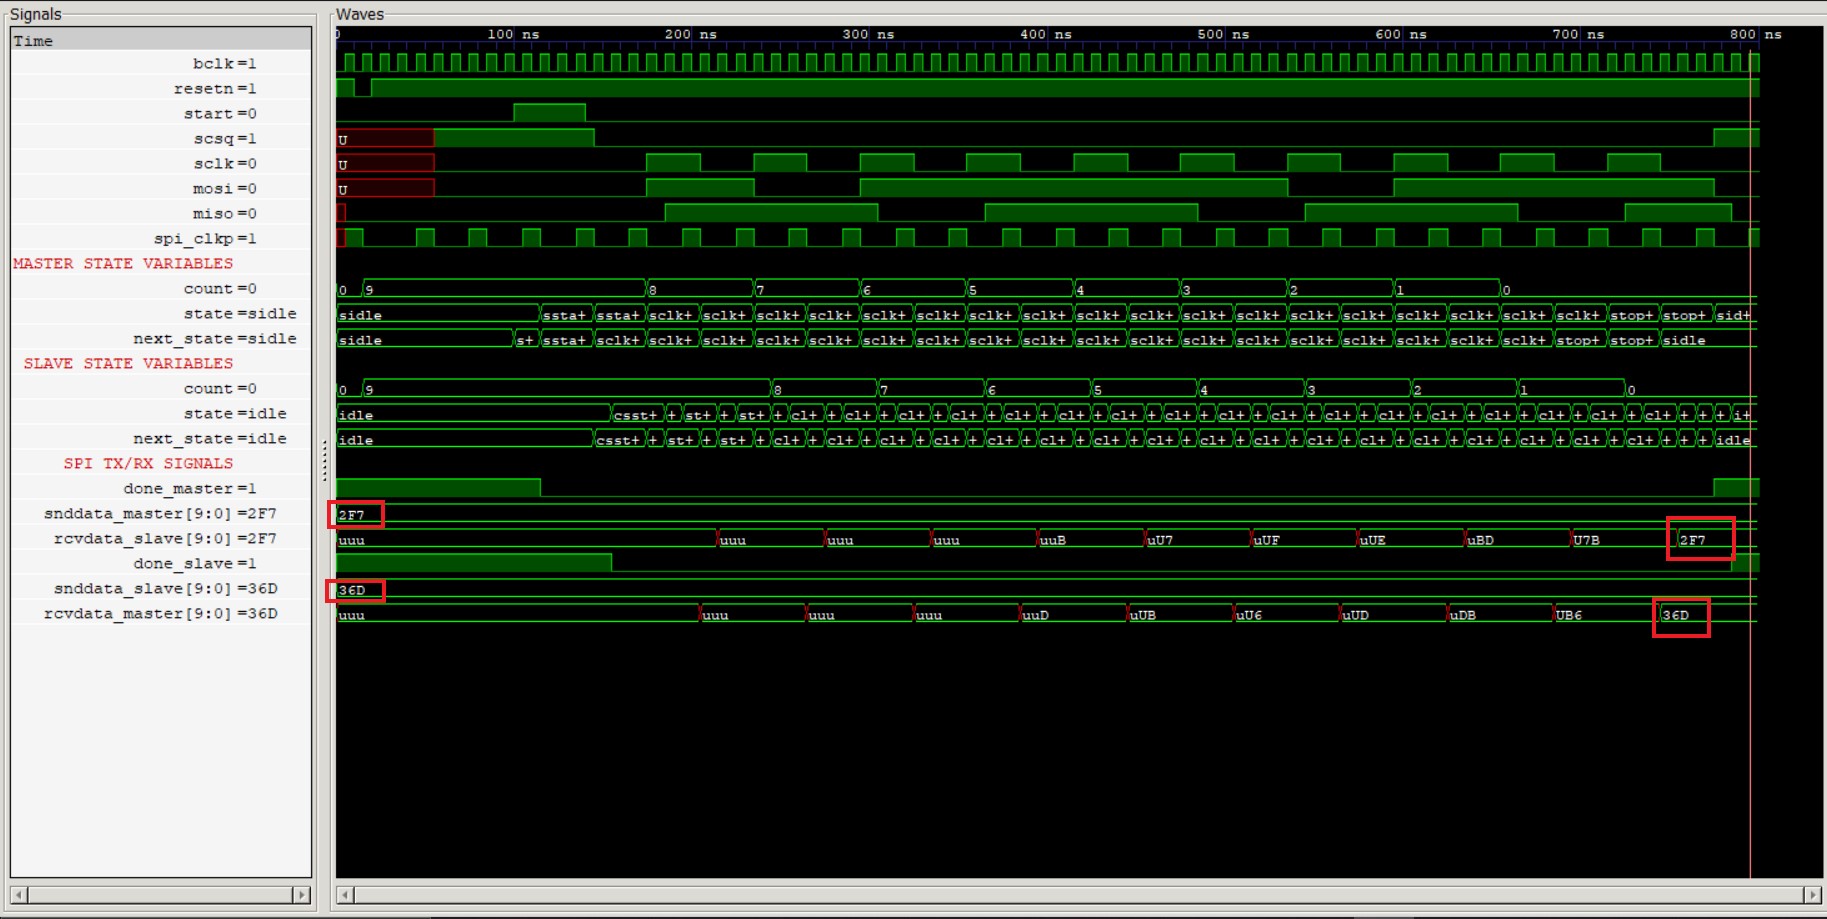 Signals Waves
Time 0 100 ns 200 ns 300 ns 400 ns 500 ns 600 ns 700 ns 800 ns
bclk =1
resetn =1
start =0
scsq =1 U
sclk =0 U
mosi =0 U
miso =0
spi_clkp =1
MASTER STATE VARIABLES
count =0 0 9 8 7 6 5 4 3 2 1 0
state =sidle sidle ssta+ ssta+ sclk+ sclk+ sclk+ sclk+ sclk+ sclk+ sclk+ sclk+ sclk+ sclk+ sclk+ sclk+ sclk+ sclk+ sclk+ sclk+ sclk+ sclk+ stop+ stop+ sid+
next_state =sidle sidle s+ ssta+ sclk+ sclk+ sclk+ sclk+ sclk+ sclk+ sclk+ sclk+ sclk+ sclk+ sclk+ sclk+ sclk+ sclk+ sclk+ sclk+ sclk+ sclk+ stop+ stop+ sidle
SLAVE STATE VARIABLES
count =0 0 9 8 7 6 5 4 3 2 1 0
state =idle idle csst+ + st+ + st+ + cl+ + cl+ + cl+ + cl+ + cl+ + cl+ + cl+ + cl+ + cl+ + cl+ + cl+ + cl+ + cl+ + cl+ + cl+ + cl+ + cl+ + + + i+
next_state =idle idle csst+ + st+ + st+ + cl+ + cl+ + cl+ + cl+ + cl+ + cl+ + cl+ + cl+ + cl+ + cl+ + cl+ + cl+ + cl+ + cl+ + cl+ + cl+ + cl+ + + + idle
SPI TX/RX SIGNALS
done_master =1
snddata_master[9:0] =2F7 2F7
rcvdata_slave[9:0] =2F7 uuu uuu uuu uuu uuB uU7 uUF uUE uBD U7B 2F7
done_slave =1
snddata_slave[9:0] =36D 36D
rcvdata_master[9:0] =36D uuu uuu uuu uuu uuD uUB uU6 uUD uDB UB6 36D